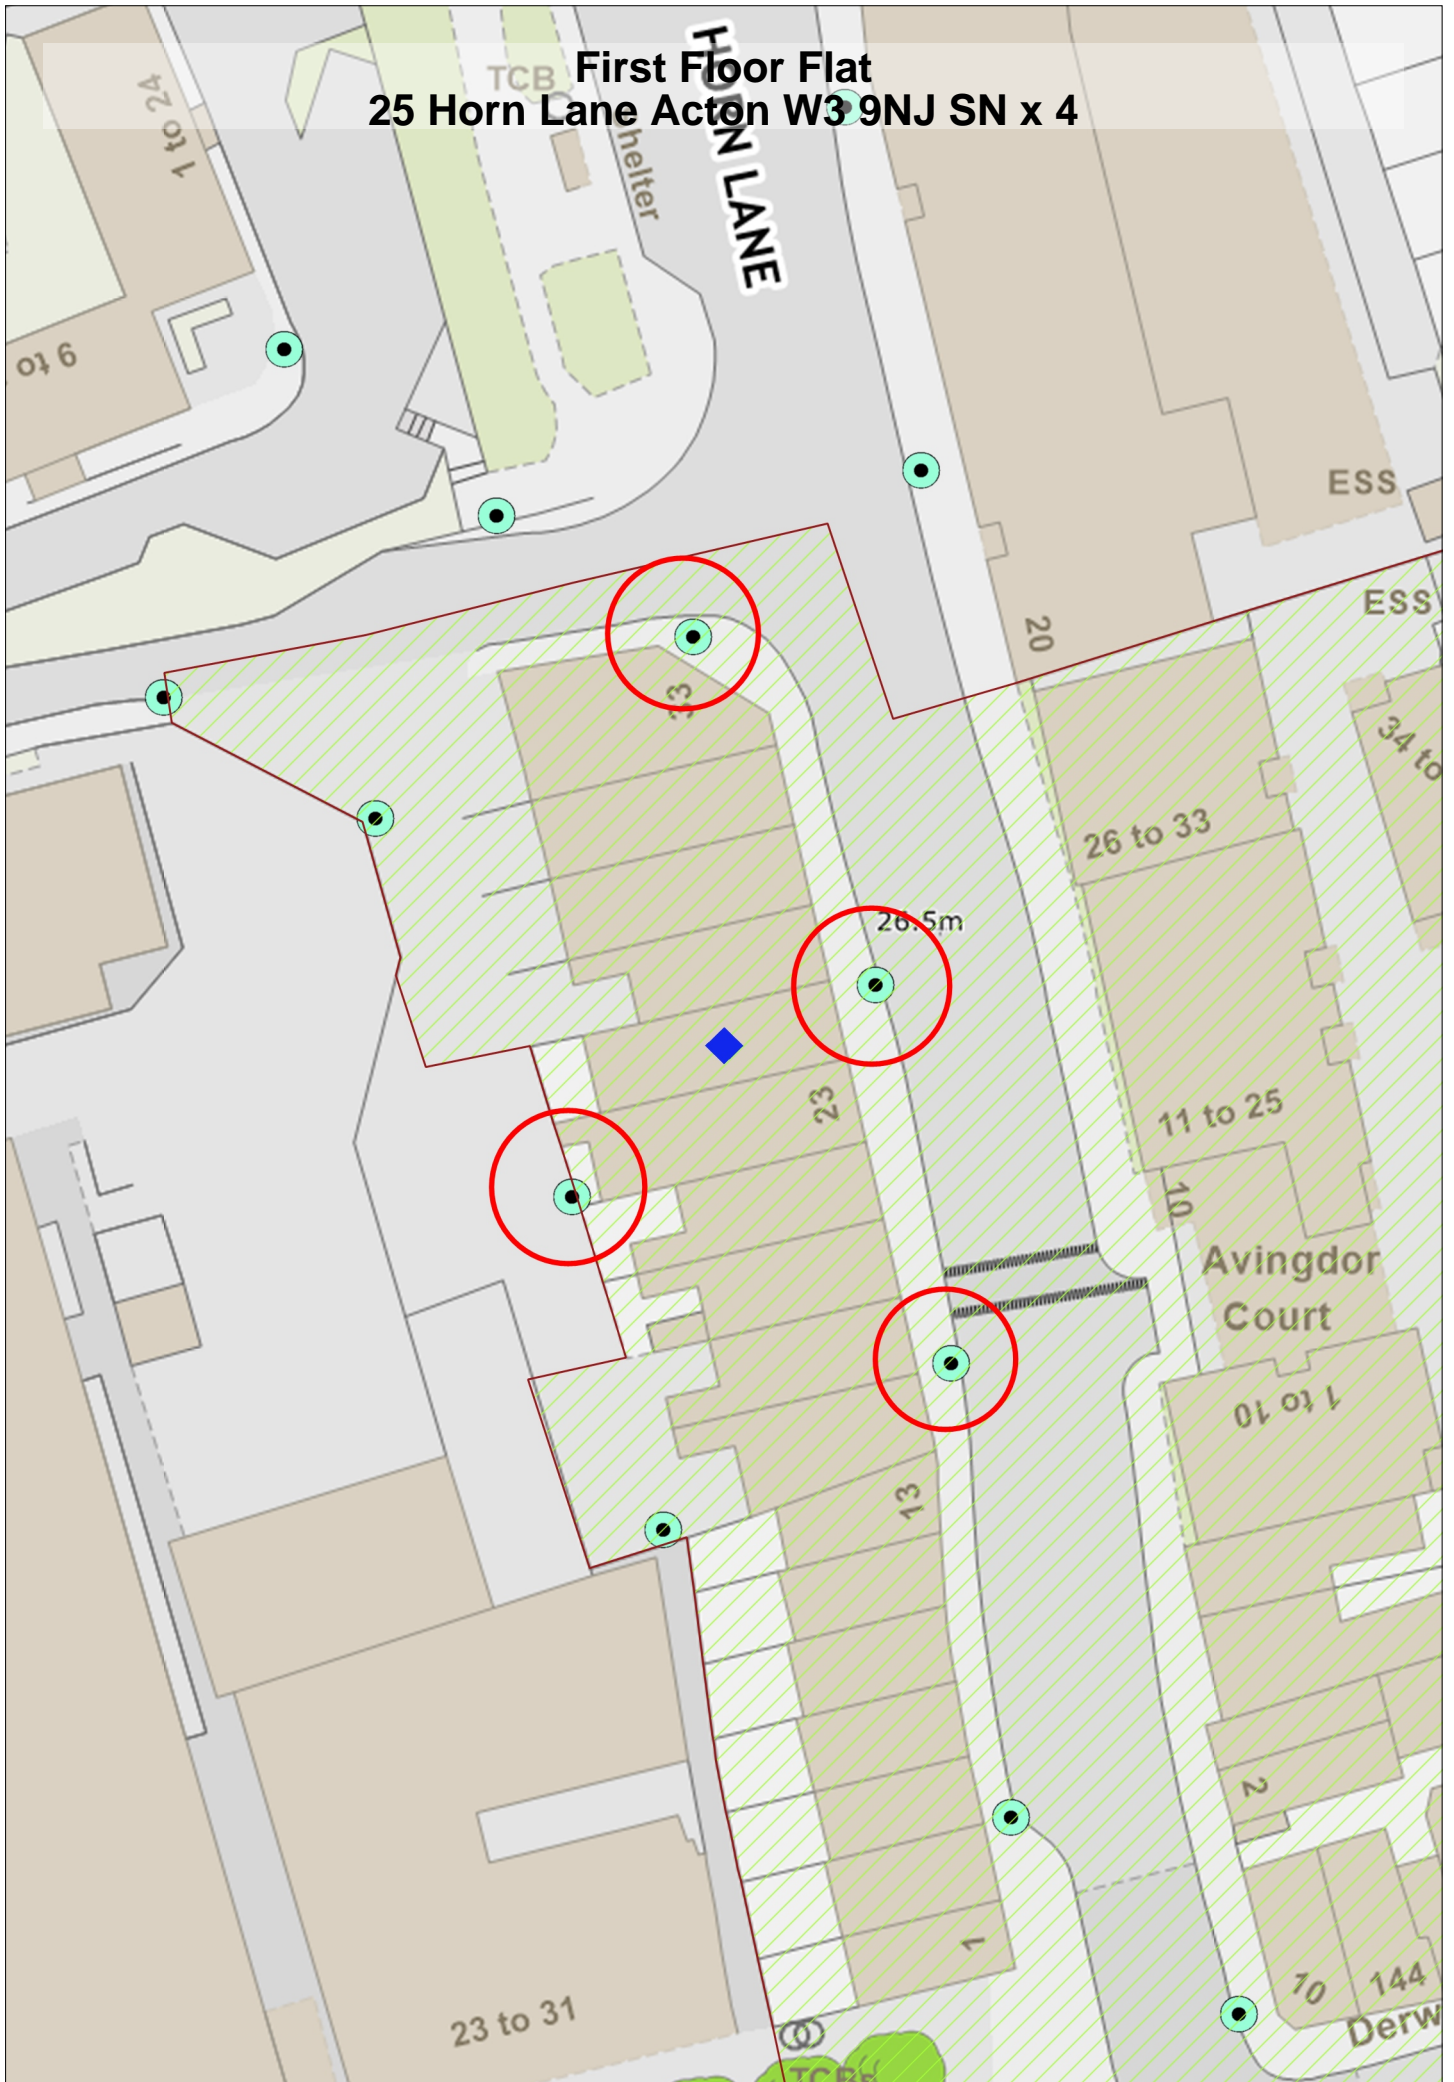 First Floor Flat
25 Horn Lane Acton W3 9NJ SN x 4
TCB
HORN LANE
1 to 24
helter
9 to
ESS
ESS
20
33
34 to
26 to 33
26.5m
23
11 to 25
10
Avingdor
Court
1 to 10
13
2
1
10
144
23 to 31
Derw
TCBs